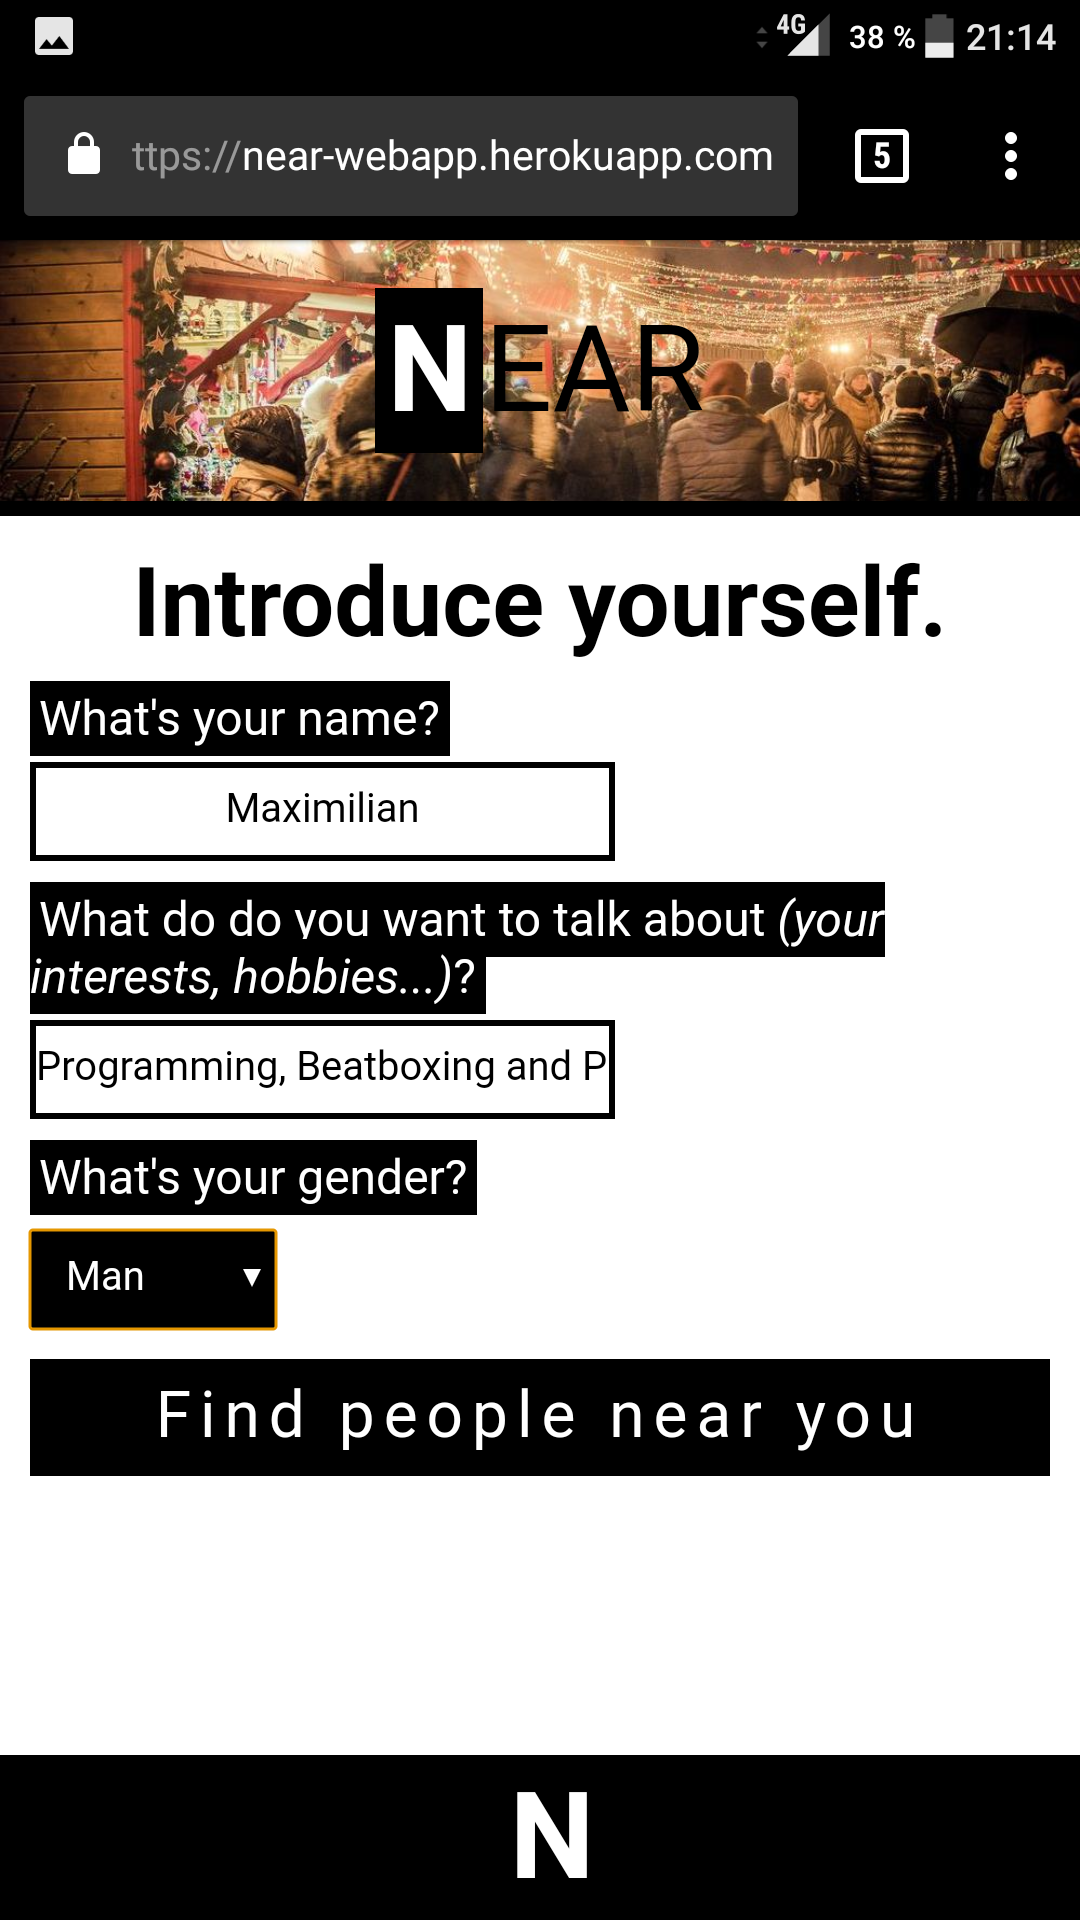 4G 38 % 21:14
ttps://near-webapp.herokuapp.com 5
NEAR
Introduce yourself.
What's your name?
Maximilian
What do do you want to talk about (your
interests, hobbies...)?
Programming, Beatboxing and P
What's your gender?
Man
Find people near you
N